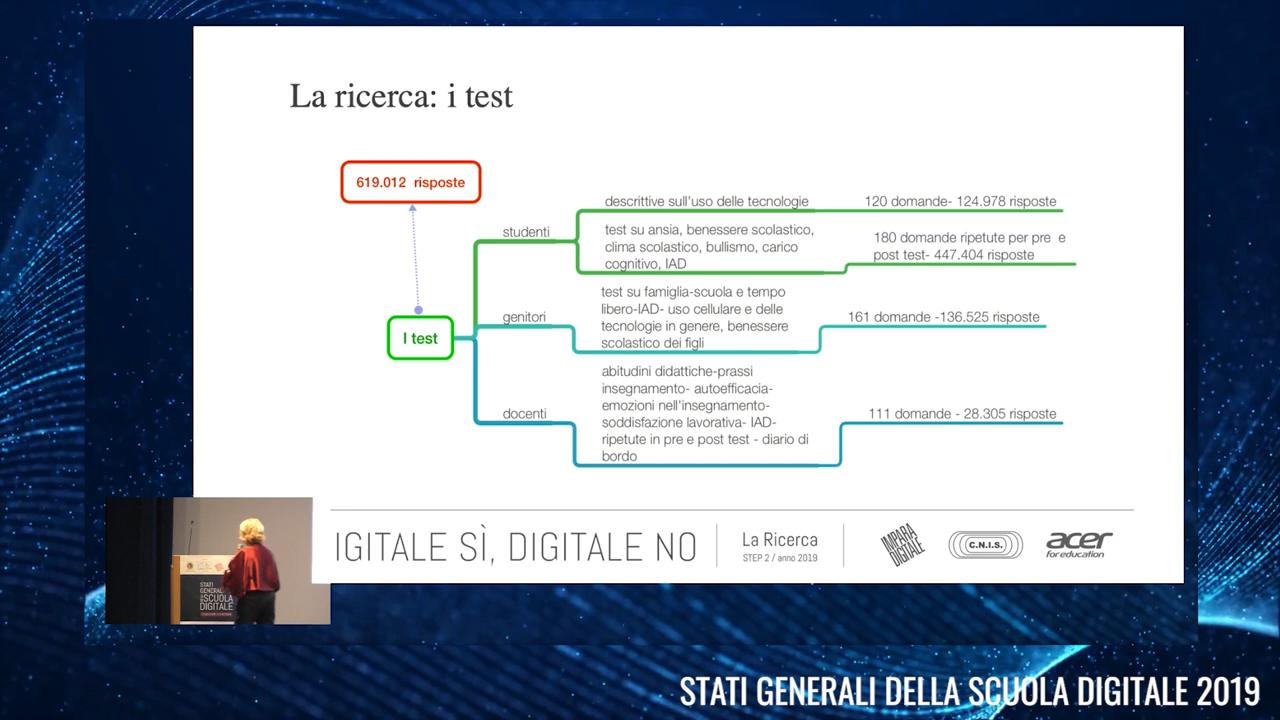 La ricerca: i test
619.012 risposte
I test
studenti
descrittive sull'uso delle tecnologie
120 domande- 124.978 risposte
test su ansia, benessere scolastico,
clima scolastico, bullismo, carico
cognitivo, IAD
180 domande ripetute per pre e
post test- 447.404 risposte
genitori
test su famiglia-scuola e tempo
libero-IAD- uso cellulare e delle
tecnologie in genere, benessere
scolastico dei figli
161 domande -136.525 risposte
docenti
abitudini didattiche-prassi
insegnamento- autoefficacia-
emozioni nell'insegnamento-
soddisfazione lavorativa- IAD-
ripetute in pre e post test - diario di
bordo
111 domande - 28.305 risposte
IGITALE SÌ, DIGITALE NO
La Ricerca
STEP 2 / anno 2019
IMPARA
DIGITALE
C.N.I.S.
acer
for education
STATI
GENERALI
SCUOLA
DIGITALE
STATI GENERALI DELLA SCUOLA DIGITALE 2019